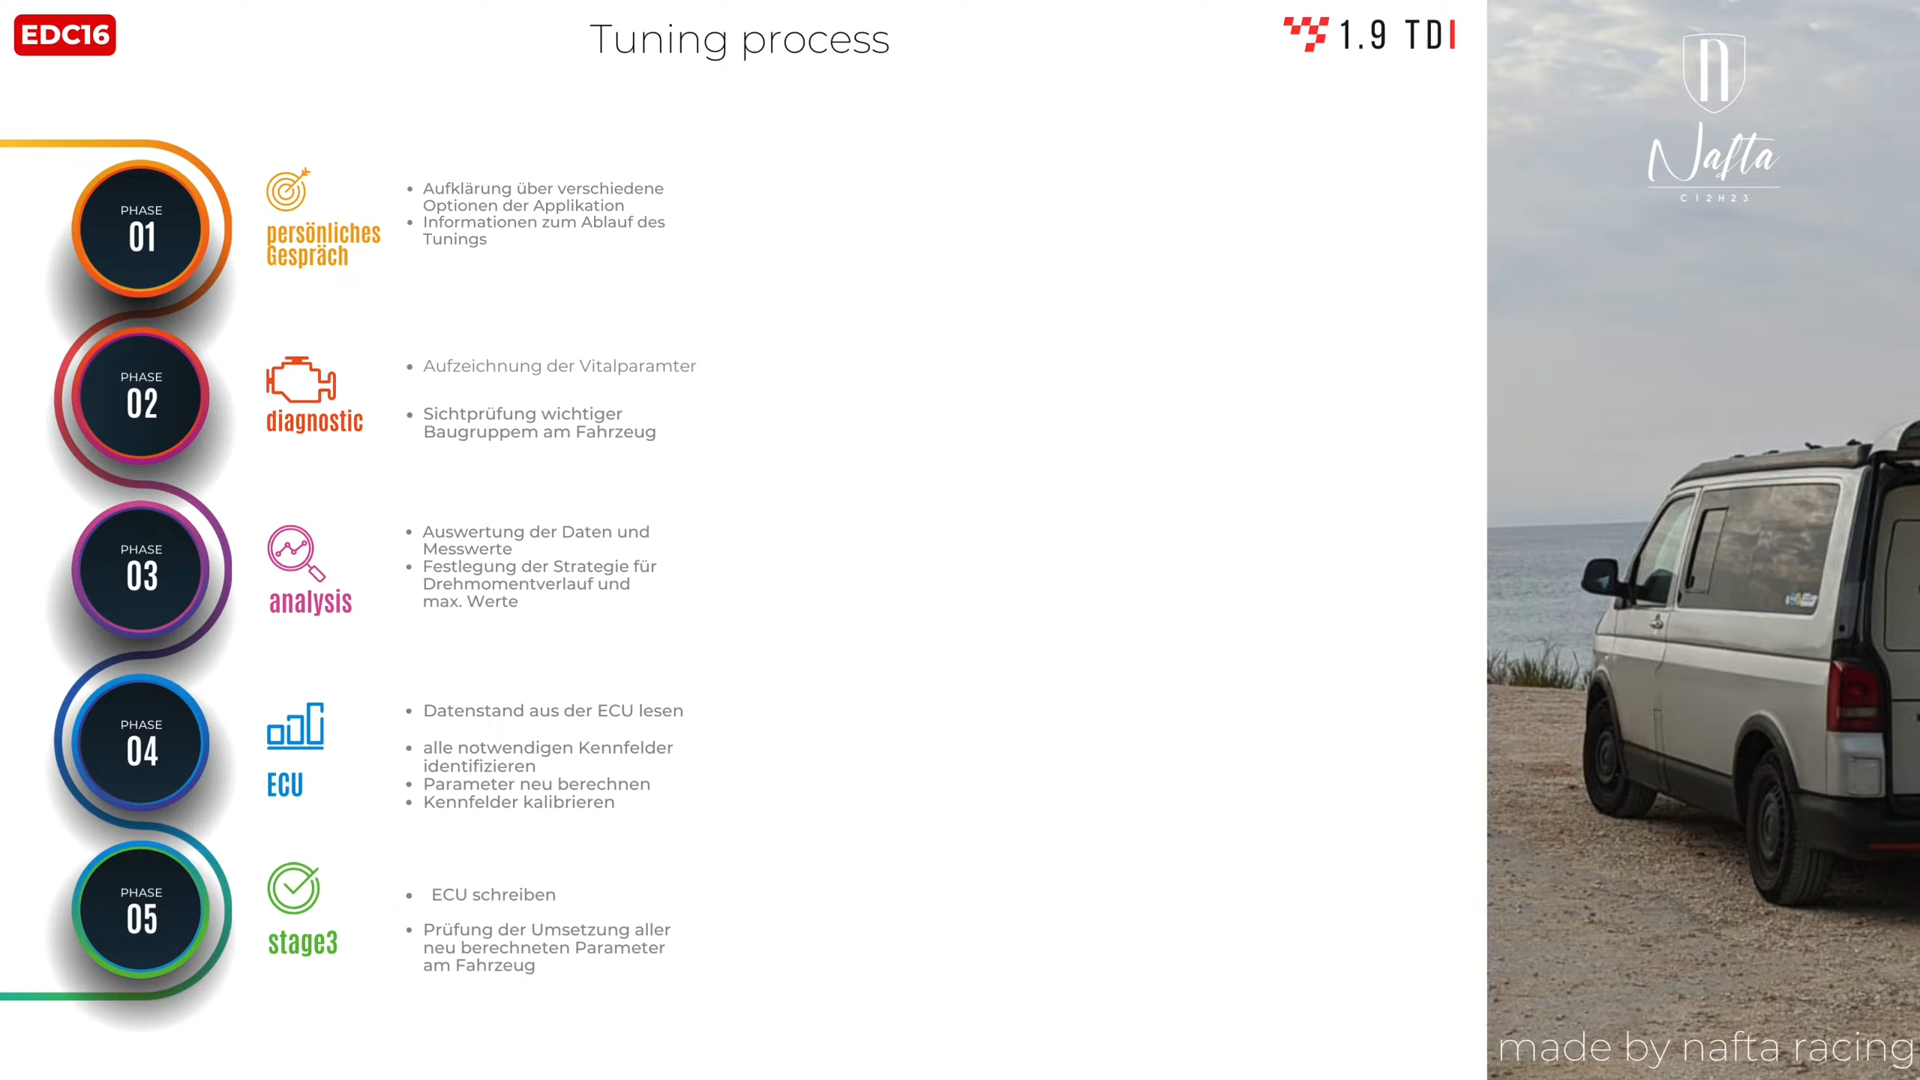 EDC16
Tuning process
1.9 TDI
PHASE
01
persönliches
Gespräch
• Aufklärung über verschiedene
Optionen der Applikation
• Informationen zum Ablauf des
Tunings
PHASE
02
diagnostic
• Aufzeichnung der Vitalparamter
• Sichtprüfung wichtiger
Baugruppem am Fahrzeug
PHASE
03
analysis
• Auswertung der Daten und
Messwerte
• Festlegung der Strategie für
Drehmomentverlauf und
max. Werte
PHASE
04
ECU
• Datenstand aus der ECU lesen
• alle notwendigen Kennfelder
identifizieren
• Parameter neu berechnen
• Kennfelder kalibrieren
PHASE
05
stage3
• ECU schreiben
• Prüfung der Umsetzung aller
neu berechneten Parameter
am Fahrzeug
n
Nafta
C12H23
made by nafta racing